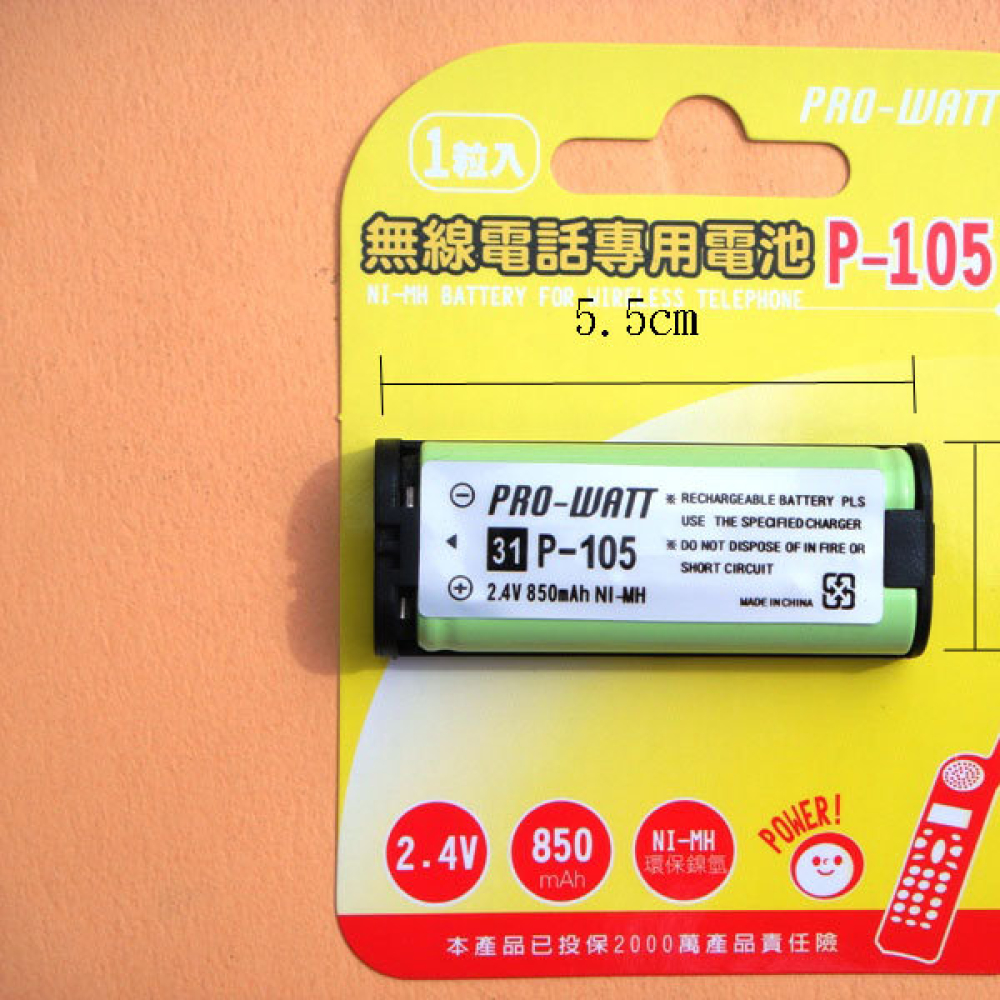 PRO-WATT
1粒入
無線電話專用電池 P-105
NI-MH BATTERY FOR WIRELESS TELEPHONE
5.5cm
PRO-WATT
31 P-105
2.4V 850mAh NI-MH
※ RECHARGEABLE BATTERY PLS
USE THE SPECIFIED CHARGER
※ DO NOT DISPOSE OF IN FIRE OR
SHORT CIRCUIT
MADE IN CHINA
2.4V
850
mAh
NI-MH
環保鎳氫
POWER!
本產品已投保2000萬產品責任險